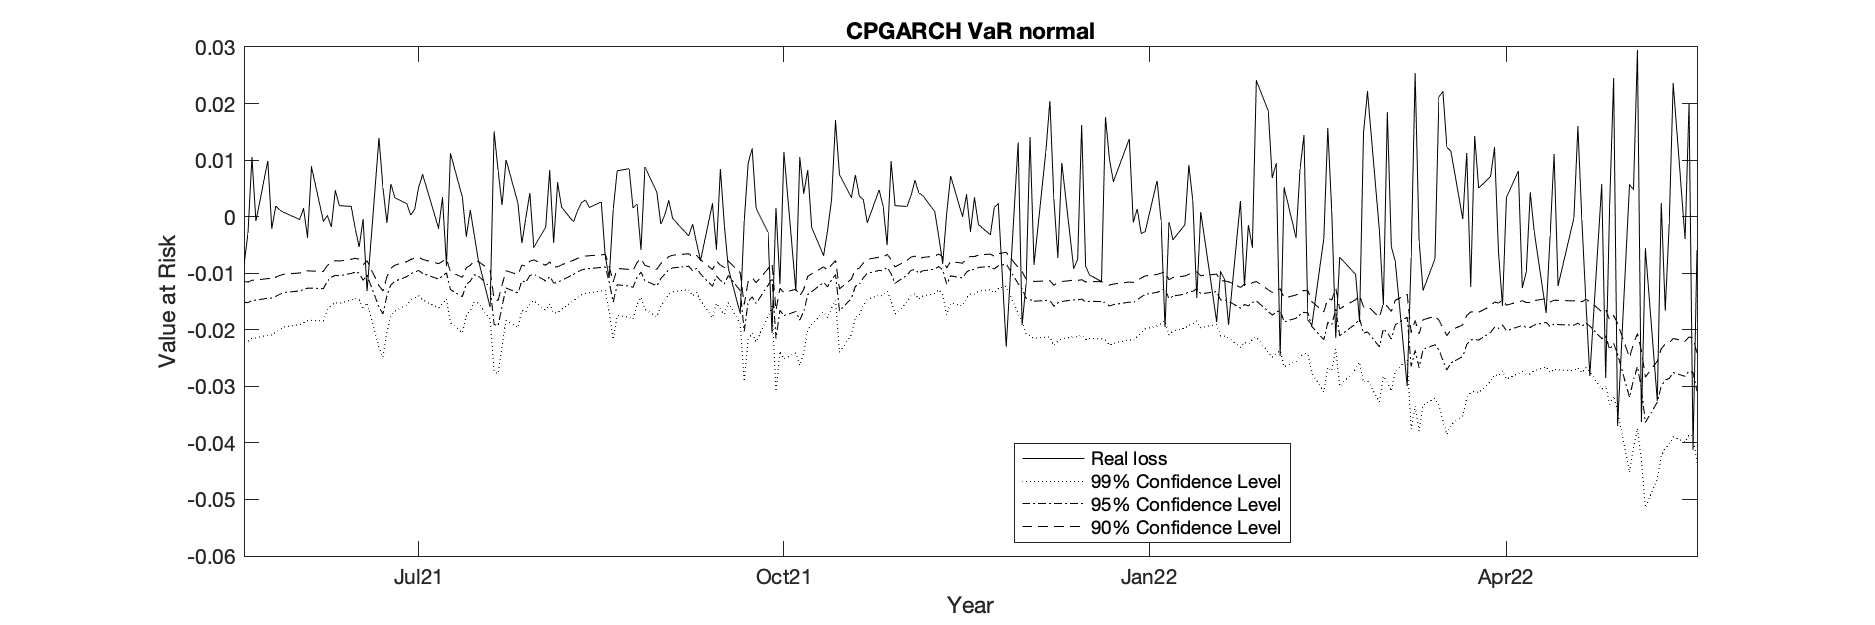 CPGARCH VaR normal
0.03
0.02
0.01
0
-0.01
-0.02
-0.03
-0.04
-0.05
-0.06
Value at Risk
Real loss
99% Confidence Level
95% Confidence Level
90% Confidence Level
Jul21 Oct21 Jan22 Apr22
Year